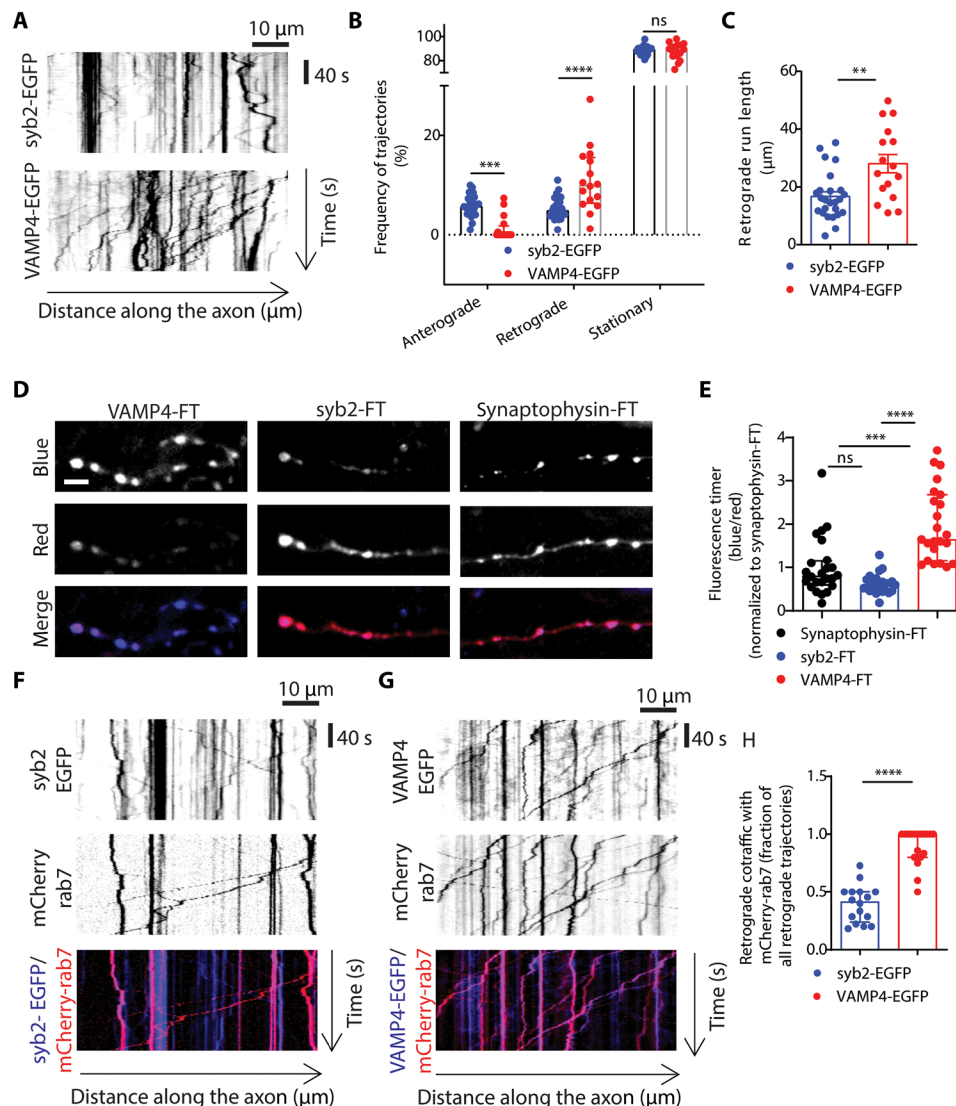 A
10 μm
syb2-EGFP
40 s
VAMP4-EGFP
Time (s)
Distance along the axon (μm)
B
Frequency of trajectories
(%)
100
80
20
0
***
****
ns
syb2-EGFP
VAMP4-EGFP
Anterograde
Retrograde
Stationary
C
Retrograde run length
(μm)
60
40
20
0
**
syb2-EGFP
VAMP4-EGFP
D
VAMP4-FT
syb2-FT
Synaptophysin-FT
Blue
Red
Merge
E
Fluorescence timer
(blue/red)
(normalized to synaptophysin-FT)
4
3
2
1
0
****
***
ns
Synaptophysin-FT
syb2-FT
VAMP4-FT
F
10 μm
syb2
EGFP
40 s
mCherry
rab7
syb2- EGFP/
mCherry-rab7
Time (s)
Distance along the axon (μm)
G
10 μm
VAMP4
EGFP
40 s
mCherry
rab7
VAMP4-EGFP/
mCherry-rab7
Time (s)
Distance along the axon (μm)
H
Retrograde cotraffic with
mCherry-rab7 (fraction of
all retrograde trajectories)
1.5
1.0
0.5
0.0
****
syb2-EGFP
VAMP4-EGFP